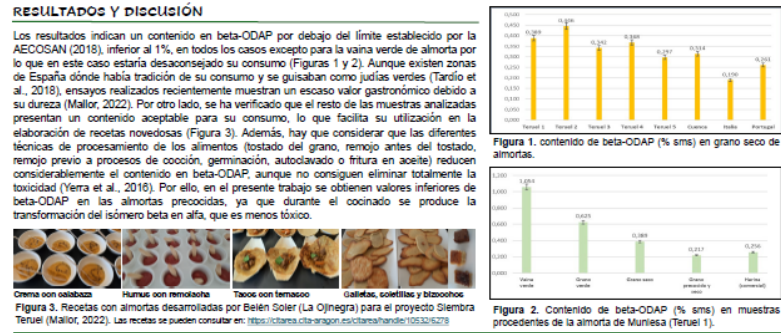 RESULTADOS Y DISCUSIÓN
Los resultados indican un contenido en beta-ODAP por debajo del límite establecido por la
AECOSAN (2018), inferior al 1%, en todos los casos excepto para la vaina verde de almorta por
lo que en este caso estaría desaconsejado su consumo (Figuras 1 y 2). Aunque existen zonas
de España dónde había tradición de su consumo y se guisaban como judías verdes (Tardío et
al., 2018), ensayos realizados recientemente muestran un escaso valor gastronómico debido a
su dureza (Mallor, 2022). Por otro lado, se ha verificado que el resto de las muestras analizadas
presentan un contenido aceptable para su consumo, lo que facilita su utilización en la
elaboración de recetas novedosas (Figura 3). Además, hay que considerar que las diferentes
técnicas de procesamiento de los alimentos (tostado del grano, remojo antes del tostado,
remojo previo a procesos de cocción, germinación, autoclavado o fritura en aceite) reducen
considerablemente el contenido en beta-ODAP, aunque no consiguen eliminar totalmente la
toxicidad (Yerra et al., 2016). Por ello, en el presente trabajo se obtienen valores inferiores de
beta-ODAP en las almortas precocidas, ya que durante el cocinado se produce la
transformación del isómero beta en alfa, que es menos tóxico.
Crema con calabaza Humus con remolacha Tacos con ternasco Galletas, soletillas y bizcochos
Figura 3. Recetas con almortas desarrolladas por Belén Soler (La Ojinegra) para el proyecto Siembra
Teruel (Mallor, 2022). Las recetas se pueden consultar en: https://citarea.cita-aragon.es/citarea/handle/10532/6278
0,500
0,450
0,400
0,350
0,300
0,250
0,200
0,150
0,100
0,050
0,000
0,389 0,342 0,368 0,297 0,314 0,190
Teruel 1 Teruel 2 Teruel 3 Teruel 4 Teruel 5 Cuenca Italia Portugal
Figura 1. contenido de beta-ODAP (% sms) en grano seco de
almortas.
1,200
1,000
0,800
0,600
0,400
0,200
0,000
0,625 0,389 0,217 0,256
Vaina verde Grano verde Grano seco Grano precocido y seco Harina (comercial)
Figura 2. Contenido de beta-ODAP (% sms) en muestras
procedentes de la almorta de Muniesa (Teruel 1).